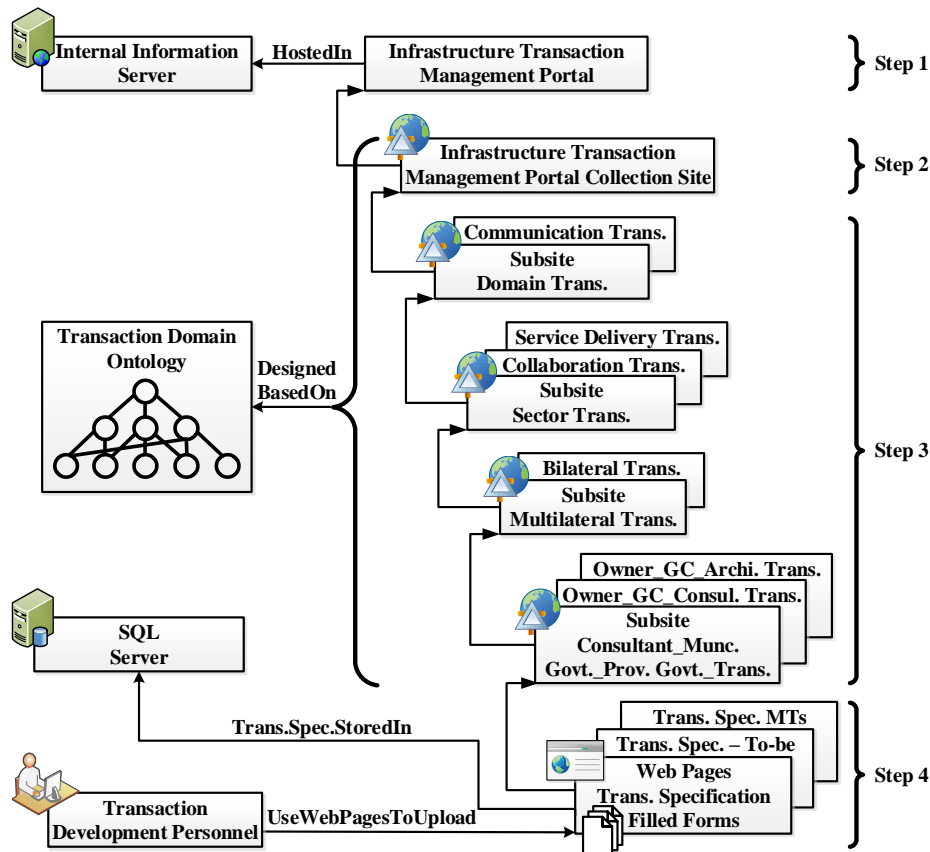 Internal Information
Server
HostedIn
Infrastructure Transaction
Management Portal
Step 1
Infrastructure Transaction
Management Portal Collection Site
Step 2
Communication Trans.
Subsite
Domain Trans.
Transaction Domain
Ontology
Designed
BasedOn
Service Delivery Trans.
Collaboration Trans.
Subsite
Sector Trans.
Step 3
Bilateral Trans.
Subsite
Multilateral Trans.
Owner_GC_Archi. Trans.
Owner_GC_Consul. Trans.
Subsite
Consultant_Munc.
Govt._Prov. Govt._Trans.
SQL
Server
Trans.Spec.StoredIn
Trans. Spec. MTs
Trans. Spec. – To-be
Web Pages
Trans. Specification
Filled Forms
Step 4
Transaction
Development Personnel
UseWebPagesToUpload